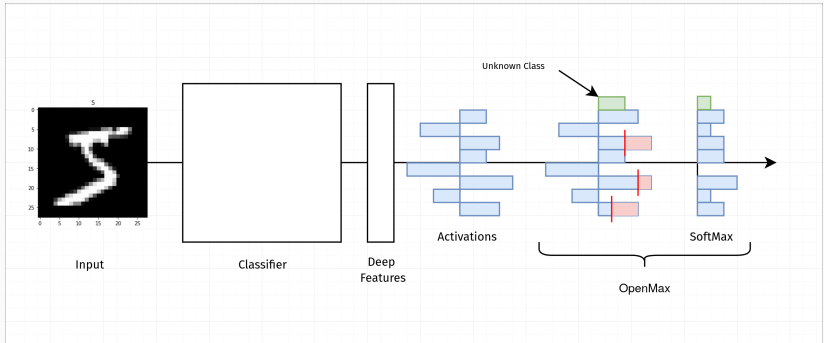 Unknown Class
5
0
5
10
15
20
25
0 5 10 15 20 25
Input
Classifier
Deep
Features
Activations
SoftMax
OpenMax